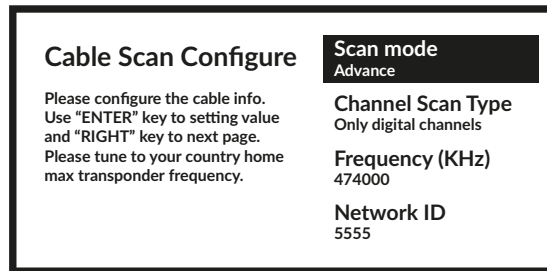 Cable Scan Configure
Please configure the cable info.
Use “ENTER” key to setting value
and “RIGHT” key to next page.
Please tune to your country home
max transponder frequency.
Scan mode
Advance
Channel Scan Type
Only digital channels
Frequency (KHz)
474000
Network ID
5555